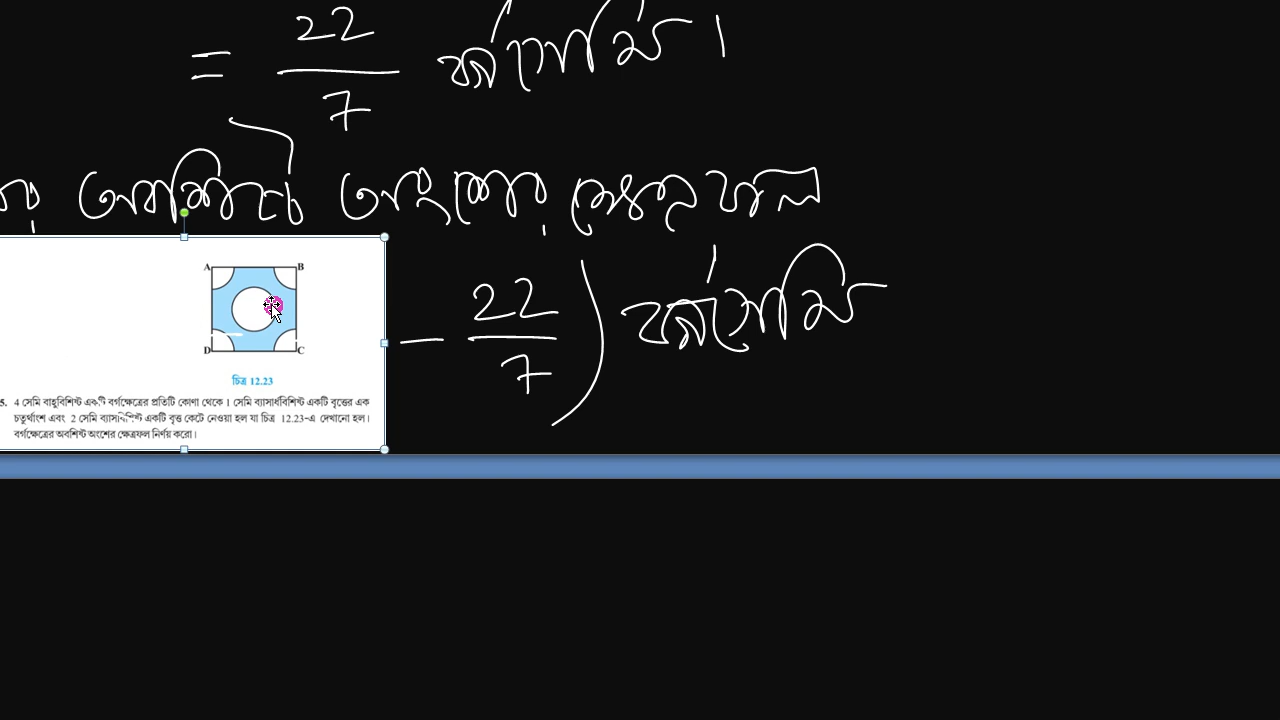 = 22/7 বর্গসেমি।
র অবশিষ্ট অংশের ক্ষেত্রফল
− 22/7) বর্গসেমি
A B
D C
চিত্র 12.23
5. 4 সেমি বাহুবিশিষ্ট একটি বর্গক্ষেত্রের প্রতিটি কোণা থেকে 1 সেমি ব্যাসার্ধবিশিষ্ট একটি বৃত্তের এক
চতুর্থাংশ এবং 2 সেমি ব্যাসবিশিষ্ট একটি বৃত্ত কেটে নেওয়া হল যা চিত্র 12.23-এ দেখানো হল।
বর্গক্ষেত্রের অবশিষ্ট অংশের ক্ষেত্রফল নির্ণয় করো।